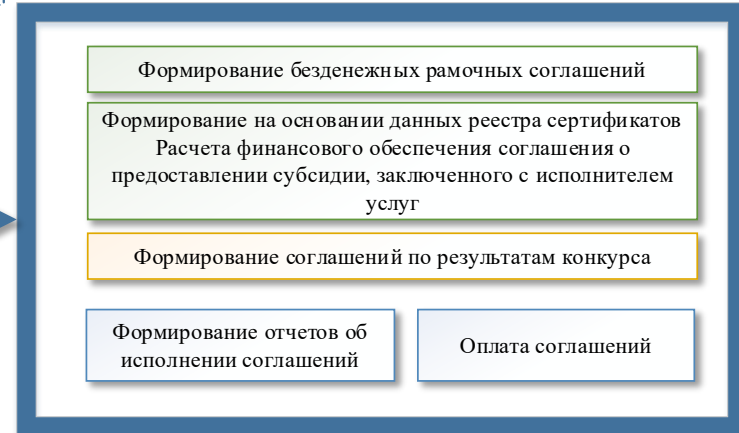 Формирование безденежных рамочных соглашений
Формирование на основании данных реестра сертификатов
Расчета финансового обеспечения соглашения о
предоставлении субсидии, заключенного с исполнителем
услуг
Формирование соглашений по результатам конкурса
Формирование отчетов об
исполнении соглашений
Оплата соглашений